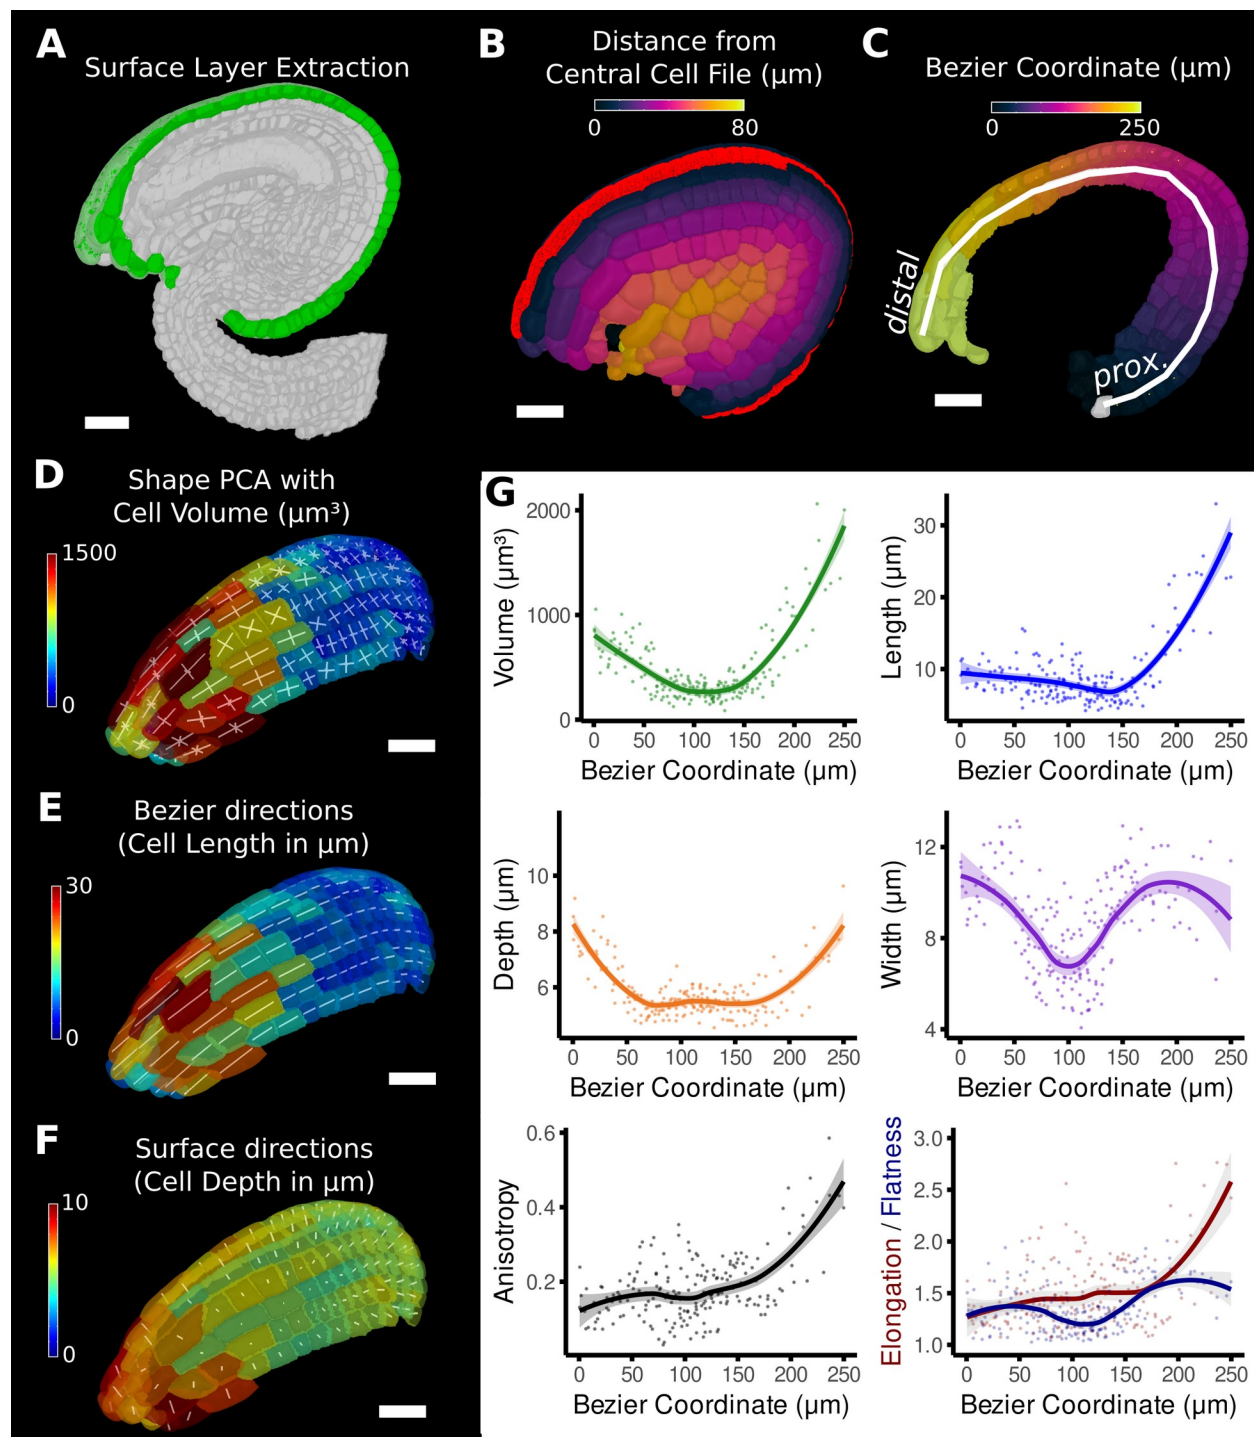 A
Surface Layer Extraction
B
Distance from
Central Cell File (µm)
0 80
C
Bezier Coordinate (µm)
0 250
distal
prox.
D
Shape PCA with
Cell Volume (µm³)
1500
0
E
Bezier directions
(Cell Length in µm)
30
0
F
Surface directions
(Cell Depth in µm)
10
0
G
Volume (µm³)
2000
1000
0
0 50 100 150 200 250
Bezier Coordinate (µm)
Length (µm)
30
20
10
0 50 100 150 200 250
Bezier Coordinate (µm)
Depth (µm)
10
8
6
0 50 100 150 200 250
Bezier Coordinate (µm)
Width (µm)
12
8
4
0 50 100 150 200 250
Bezier Coordinate (µm)
Anisotropy
0.6
0.4
0.2
0 50 100 150 200 250
Bezier Coordinate (µm)
Elongation / Flatness
3.0
2.5
2.0
1.5
1.0
0 50 100 150 200 250
Bezier Coordinate (µm)